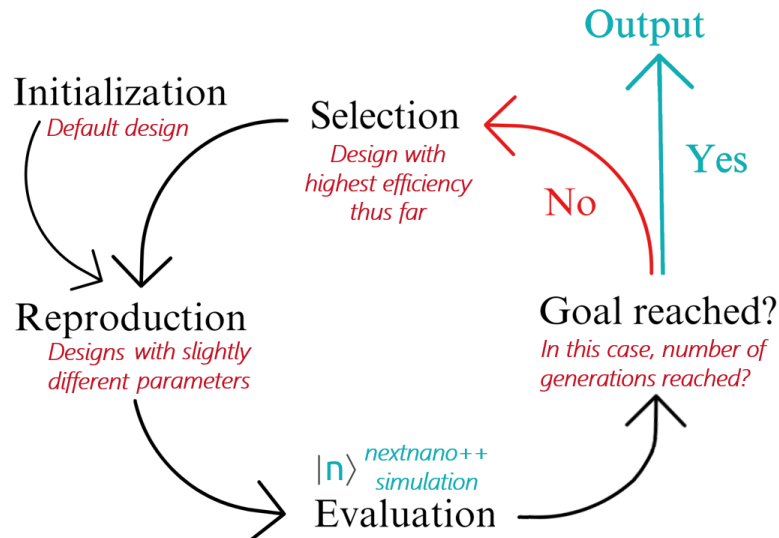 Output
Initialization
Default design
Selection
Design with
highest efficiency
thus far
Yes
No
Reproduction
Designs with slightly
different parameters
Goal reached?
In this case, number of
generations reached?
|n⟩ nextnano++
simulation
Evaluation